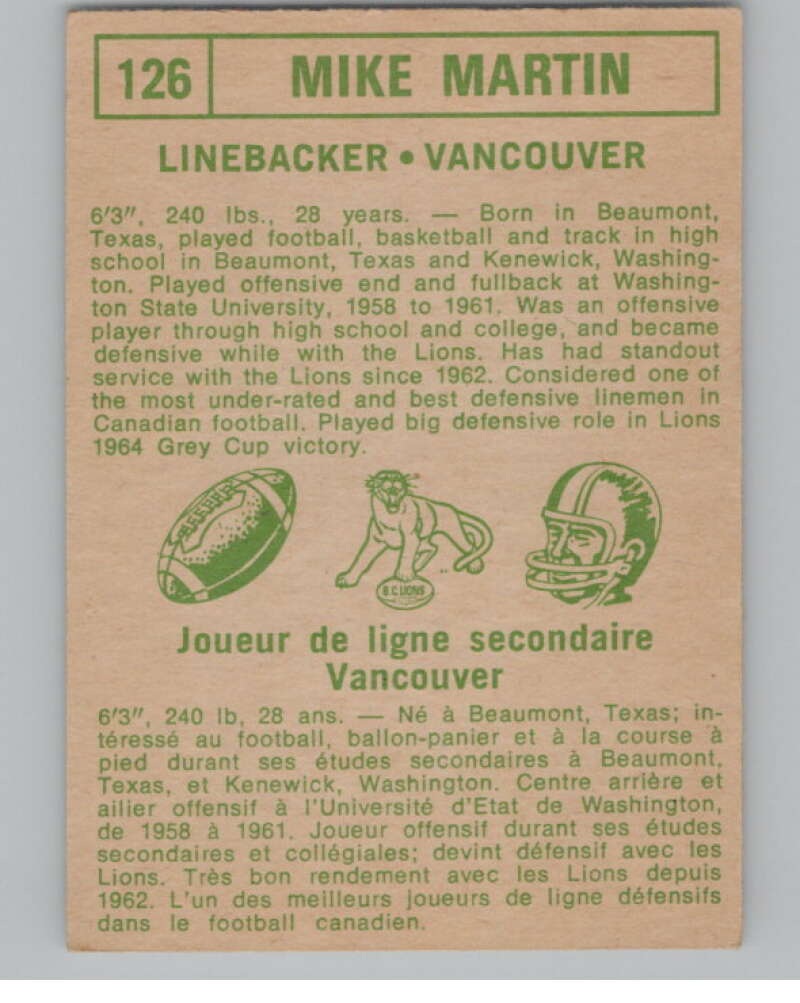 126 MIKE MARTIN
LINEBACKER • VANCOUVER
6'3", 240 lbs., 28 years. — Born in Beaumont,
Texas, played football, basketball and track in high
school in Beaumont, Texas and Kenewick, Washing-
ton. Played offensive end and fullback at Washing-
ton State University, 1958 to 1961. Was an offensive
player through high school and college, and became
defensive while with the Lions. Has had standout
service with the Lions since 1962. Considered one of
the most under-rated and best defensive linemen in
Canadian football. Played big defensive role in Lions
1964 Grey Cup victory.
B.C LIONS
Joueur de ligne secondaire
Vancouver
6'3", 240 lb, 28 ans. — Né à Beaumont, Texas; in-
téressé au football, ballon-panier et à la course à
pied durant ses études secondaires à Beaumont,
Texas, et Kenewick, Washington. Centre arrière et
ailier offensif à l'Université d'Etat de Washington,
de 1958 à 1961. Joueur offensif durant ses études
secondaires et collégiales; devint défensif avec les
Lions. Très bon rendement avec les Lions depuis
1962. L'un des meilleurs joueurs de ligne défensifs
dans le football canadien.